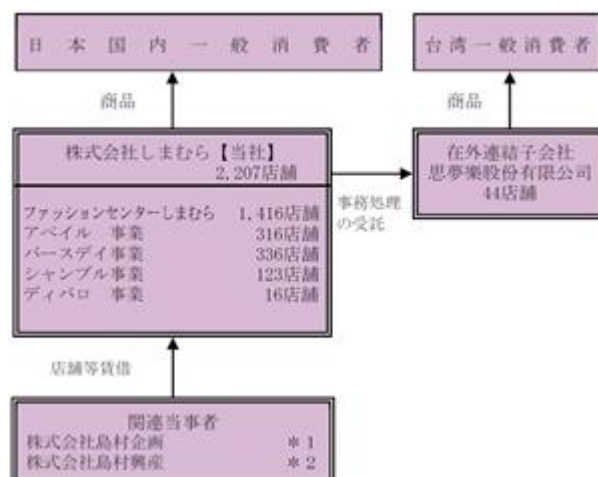 日本国内一般消費者
台湾一般消費者
商品
商品
株式会社しまむら【当社】
2,207店舗
ファッションセンターしまむら 1,416店舗
アベイル 事業 316店舗
バースデイ事業 336店舗
シャンブル事業 123店舗
ディバロ 事業 16店舗
事務処理
の受託
在外連結子会社
思夢樂股份有限公司
44店舗
店舗等賃借
関連当事者
株式会社島村企画 *1
株式会社島村興産 *2